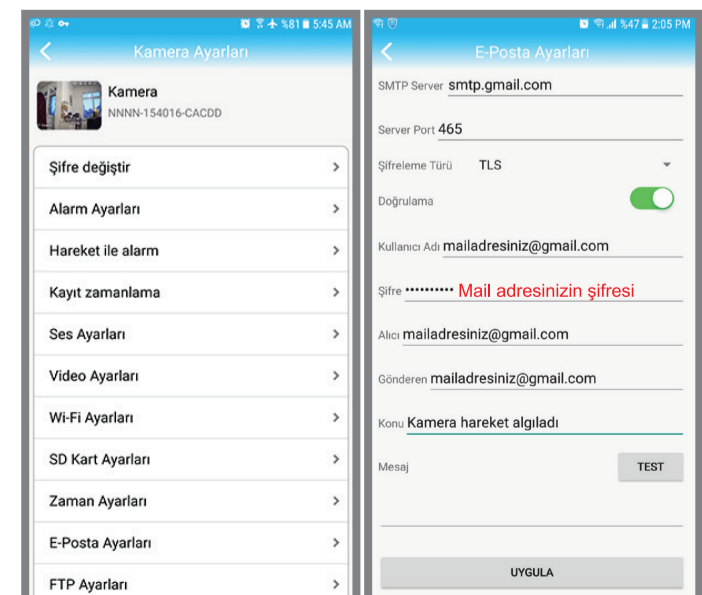 %81 5:45 AM
Kamera Ayarları
Kamera
NNNN-154016-CACDD
Şifre değiştir
Alarm Ayarları
Hareket ile alarm
Kayıt zamanlama
Ses Ayarları
Video Ayarları
Wi-Fi Ayarları
SD Kart Ayarları
Zaman Ayarları
E-Posta Ayarları
FTP Ayarları
%47 2:05 PM
E-Posta Ayarları
SMTP Server smtp.gmail.com
Server Port 465
Şifreleme Türü TLS
Doğrulama
Kullanıcı Adı mailadresiniz@gmail.com
Şifre •••••••••• Mail adresinizin şifresi
Alıcı mailadresiniz@gmail.com
Gönderen mailadresiniz@gmail.com
Konu Kamera hareket algıladı
Mesaj TEST
UYGULA